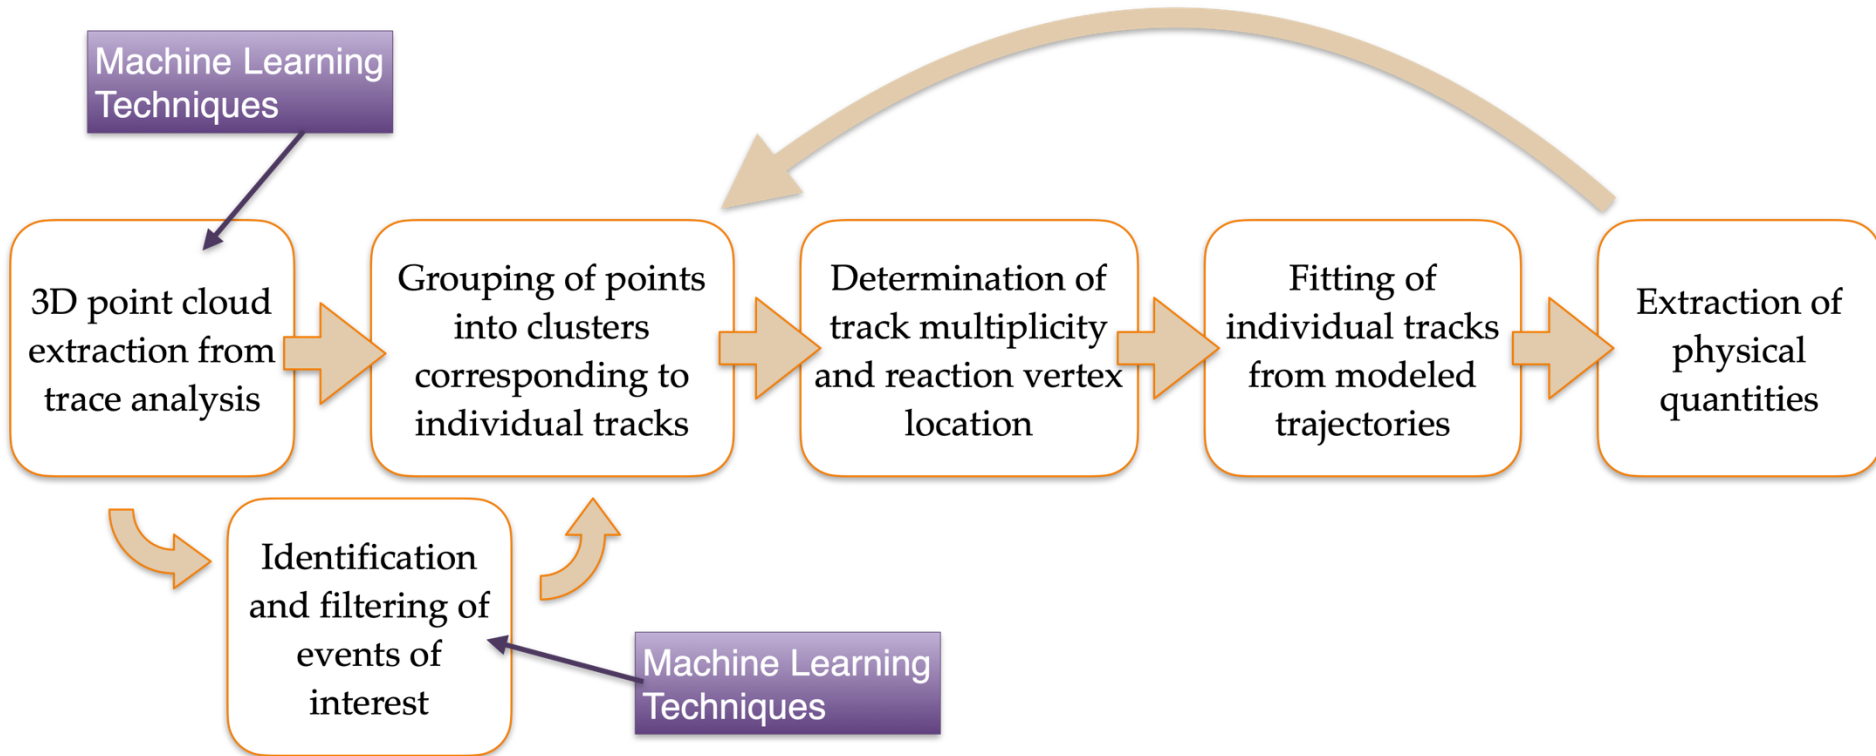 Machine Learning
Techniques
3D point cloud
extraction from
trace analysis
Grouping of points
into clusters
corresponding to
individual tracks
Determination of
track multiplicity
and reaction vertex
location
Fitting of
individual tracks
from modeled
trajectories
Extraction of
physical
quantities
Identification
and filtering of
events of
interest
Machine Learning
Techniques